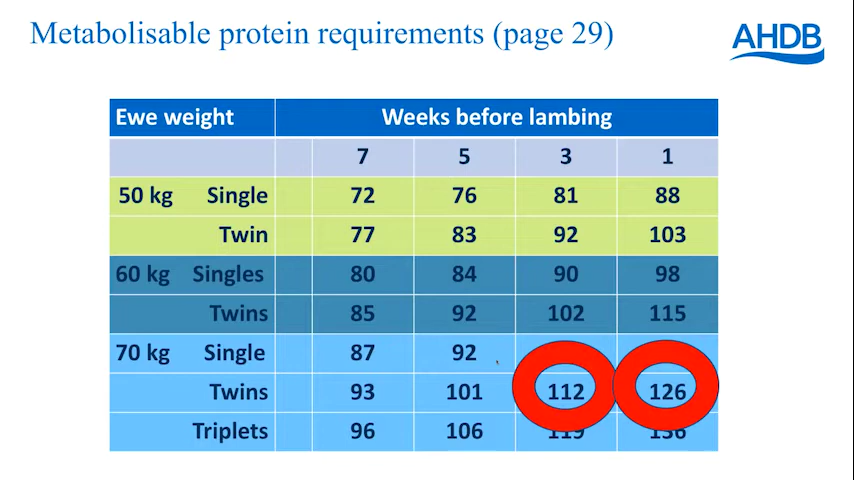 Metabolisable protein requirements (page 29)
AHDB
Ewe weight Weeks before lambing
7 5 3 1
50 kg Single 72 76 81 88
Twin 77 83 92 103
60 kg Singles 80 84 90 98
Twins 85 92 102 115
70 kg Single 87 92
Twins 93 101 112 126
Triplets 96 106 119 136